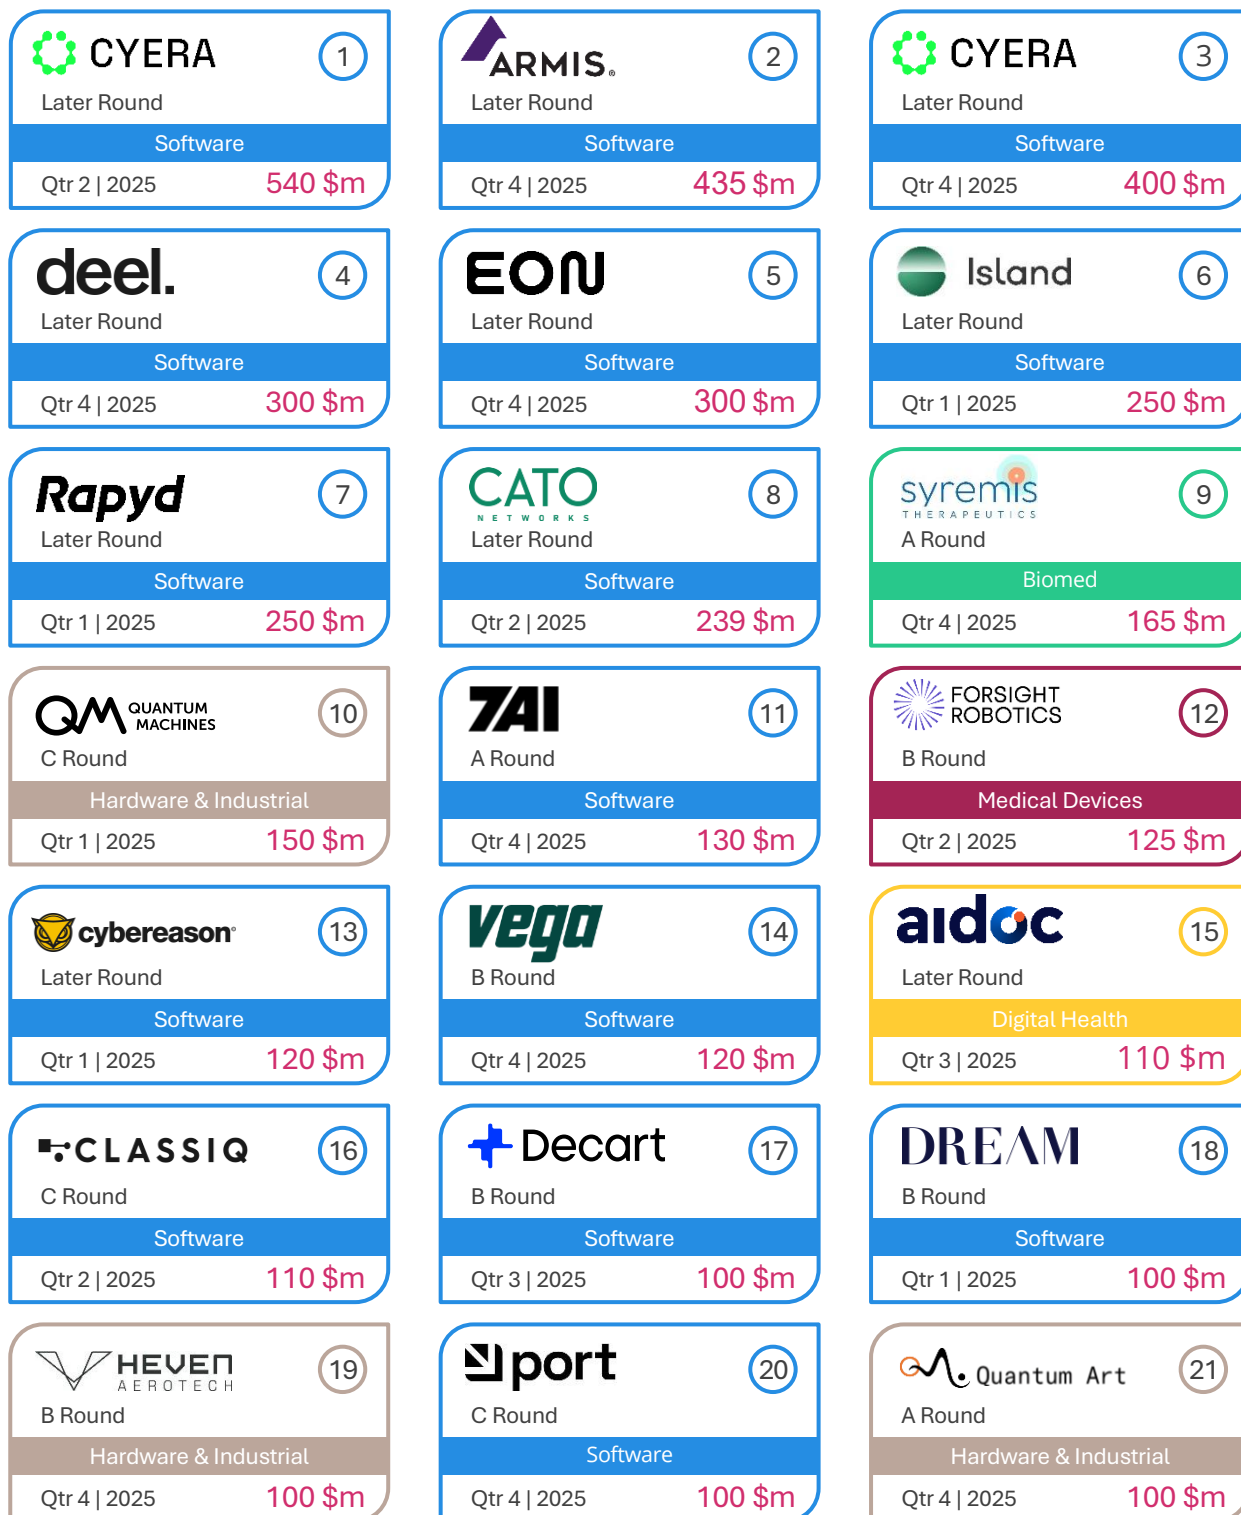 CYERA
1
Later Round
Software
Qtr 2 | 2025
540 $m
ARMIS®
2
Later Round
Software
Qtr 4 | 2025
435 $m
CYERA
3
Later Round
Software
Qtr 4 | 2025
400 $m
deel.
4
Later Round
Software
Qtr 4 | 2025
300 $m
EON
5
Later Round
Software
Qtr 4 | 2025
300 $m
Island
6
Later Round
Software
Qtr 1 | 2025
250 $m
Rapyd
7
Later Round
Software
Qtr 1 | 2025
250 $m
CATO
NETWORKS
8
Later Round
Software
Qtr 2 | 2025
239 $m
syremis
THERAPEUTICS
9
A Round
Biomed
Qtr 4 | 2025
165 $m
QM QUANTUM
MACHINES
10
C Round
Hardware & Industrial
Qtr 1 | 2025
150 $m
7AI
11
A Round
Software
Qtr 4 | 2025
130 $m
FORSIGHT
ROBOTICS
12
B Round
Medical Devices
Qtr 2 | 2025
125 $m
cybereason®
13
Later Round
Software
Qtr 1 | 2025
120 $m
vega
14
B Round
Software
Qtr 4 | 2025
120 $m
aidoc
15
Later Round
Digital Health
Qtr 3 | 2025
110 $m
CLASSIQ
16
C Round
Software
Qtr 2 | 2025
110 $m
Decart
17
B Round
Software
Qtr 3 | 2025
100 $m
DREAM
18
B Round
Software
Qtr 1 | 2025
100 $m
HEVEN
AEROTECH
19
B Round
Hardware & Industrial
Qtr 4 | 2025
100 $m
port
20
C Round
Software
Qtr 4 | 2025
100 $m
Quantum Art
21
A Round
Hardware & Industrial
Qtr 4 | 2025
100 $m